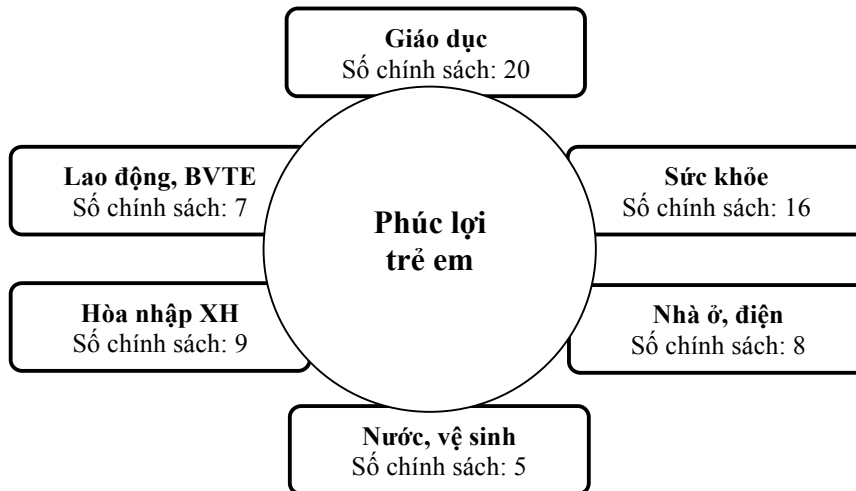 Giáo dục
Số chính sách: 20
Lao động, BVTE
Số chính sách: 7
Sức khỏe
Số chính sách: 16
Phúc lợi
trẻ em
Hòa nhập XH
Số chính sách: 9
Nhà ở, điện
Số chính sách: 8
Nước, vệ sinh
Số chính sách: 5